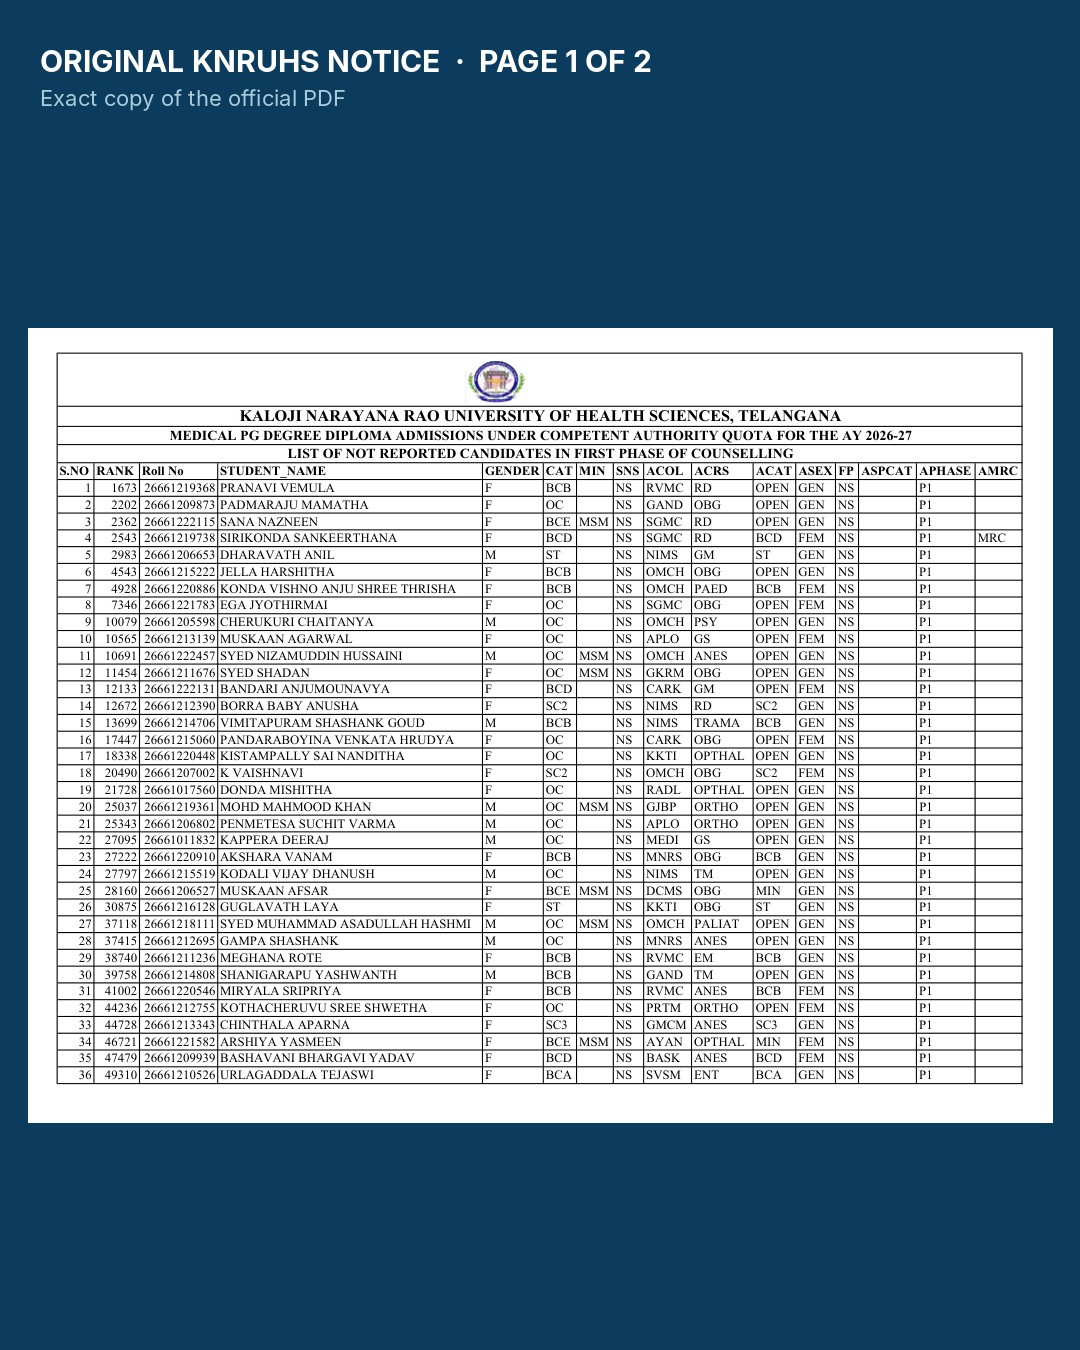 ORIGINAL KNRUHS NOTICE · PAGE 1 OF 2
Exact copy of the official PDF
KALOJI NARAYANA RAO UNIVERSITY OF HEALTH SCIENCES, TELANGANA
MEDICAL PG DEGREE DIPLOMA ADMISSIONS UNDER COMPETENT AUTHORITY QUOTA FOR THE AY 2026-27
LIST OF NOT REPORTED CANDIDATES IN FIRST PHASE OF COUNSELLING
S.NO RANK Roll No STUDENT_NAME GENDER CAT MIN SNS ACOL ACRS ACAT ASEX FP ASPCAT APHASE AMRC
1 1673 26661219368 PRANAVI VEMULA F BCB NS RVMC RD OPEN GEN NS P1
2 2202 26661209873 PADMARAJU MAMATHA F OC NS GAND OBG OPEN GEN NS P1
3 2362 26661222115 SANA NAZNEEN F BCE MSM NS SGMC RD OPEN GEN NS P1
4 2543 26661219738 SIRIKONDA SANKEERTHANA F BCD NS SGMC RD BCD FEM NS P1 MRC
5 2983 26661206653 DHARAVATH ANIL M ST NS NIMS GM ST GEN NS P1
6 4543 26661215222 JELLA HARSHITHA F BCB NS OMCH OBG OPEN GEN NS P1
7 4928 26661220886 KONDA VISHNO ANJU SHREE THRISHA F BCB NS OMCH PAED BCB FEM NS P1
8 7346 26661221783 EGA JYOTHIRMAI F OC NS SGMC OBG OPEN FEM NS P1
9 10079 26661205598 CHERUKURI CHAITANYA M OC NS OMCH PSY OPEN GEN NS P1
10 10565 26661213139 MUSKAAN AGARWAL F OC NS APLO GS OPEN FEM NS P1
11 10691 26661222457 SYED NIZAMUDDIN HUSSAINI M OC MSM NS OMCH ANES OPEN GEN NS P1
12 11454 26661211676 SYED SHADAN F OC MSM NS GKRM OBG OPEN GEN NS P1
13 12133 26661222131 BANDARI ANJUMOUNAVYA F BCD NS CARK GM OPEN FEM NS P1
14 12672 26661212390 BORRA BABY ANUSHA F SC2 NS NIMS RD SC2 GEN NS P1
15 13699 26661214706 VIMITAPURAM SHASHANK GOUD M BCB NS NIMS TRAMA BCB GEN NS P1
16 17447 26661215060 PANDARABOYINA VENKATA HRUDYA F OC NS CARK OBG OPEN FEM NS P1
17 18338 26661220448 KISTAMPALLY SAI NANDITHA F OC NS KKTI OPTHAL OPEN GEN NS P1
18 20490 26661207002 K VAISHNAVI F SC2 NS OMCH OBG SC2 FEM NS P1
19 21728 26661017560 DONDA MISHITHA F OC NS RADL OPTHAL OPEN GEN NS P1
20 25037 26661219361 MOHD MAHMOOD KHAN M OC MSM NS GJBP ORTHO OPEN GEN NS P1
21 25343 26661206802 PENMETESA SUCHIT VARMA M OC NS APLO ORTHO OPEN GEN NS P1
22 27095 26661011832 KAPPERA DEERAJ M OC NS MEDI GS OPEN GEN NS P1
23 27222 26661220910 AKSHARA VANAM F BCB NS MNRS OBG BCB GEN NS P1
24 27797 26661215519 KODALI VIJAY DHANUSH M OC NS NIMS TM OPEN GEN NS P1
25 28160 26661206527 MUSKAAN AFSAR F BCE MSM NS DCMS OBG MIN GEN NS P1
26 30875 26661216128 GUGLAVATH LAYA F ST NS KKTI OBG ST GEN NS P1
27 37118 26661218111 SYED MUHAMMAD ASADULLAH HASHMI M OC MSM NS OMCH PALIAT OPEN GEN NS P1
28 37415 26661212695 GAMPA SHASHANK M OC NS MNRS ANES OPEN GEN NS P1
29 38740 26661211236 MEGHANA ROTE F BCB NS RVMC EM BCB GEN NS P1
30 39758 26661214808 SHANIGARAPU YASHWANTH M BCB NS GAND TM OPEN GEN NS P1
31 41002 26661220546 MIRYALA SRIPRIYA F BCB NS RVMC ANES BCB FEM NS P1
32 44236 26661212755 KOTHACHERUVU SREE SHWETHA F OC NS PRTM ORTHO OPEN FEM NS P1
33 44728 26661213343 CHINTHALA APARNA F SC3 NS GMCM ANES SC3 GEN NS P1
34 46721 26661221582 ARSHIYA YASMEEN F BCE MSM NS AYAN OPTHAL MIN FEM NS P1
35 47479 26661209939 BASHAVANI BHARGAVI YADAV F BCD NS BASK ANES BCD FEM NS P1
36 49310 26661210526 URLAGADDALA TEJASWI F BCA NS SVSM ENT BCA GEN NS P1